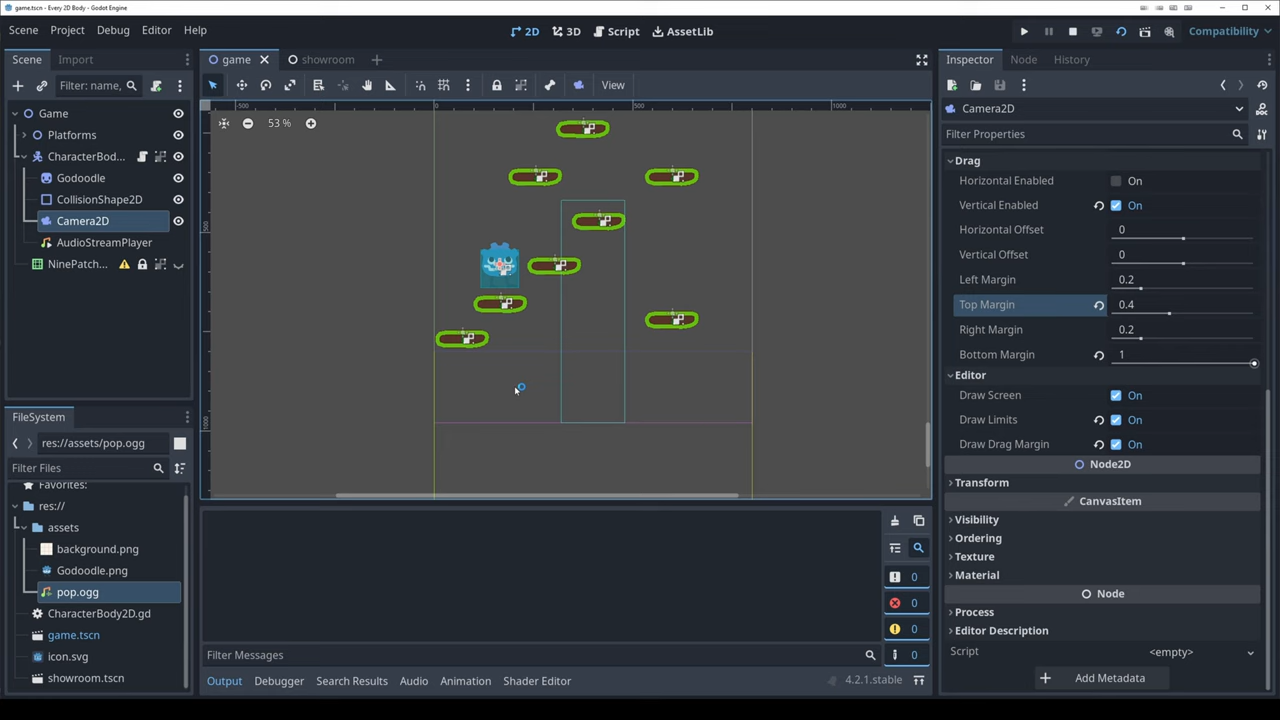 game.tscn - Every 2D Body - Godot Engine
Scene Project Debug Editor Help
2D 3D Script AssetLib
Compatibility
Scene Import
game showroom
Inspector Node History
Filter: name,
View
Game
Camera2D
53 %
Platforms
Filter Properties
CharacterBod...
Drag
Godoodle
Horizontal Enabled On
CollisionShape2D
Vertical Enabled On
Camera2D
Horizontal Offset 0
AudioStreamPlayer
Vertical Offset 0
NinePatch
Left Margin 0.2
Top Margin 0.4
Right Margin 0.2
Bottom Margin 1
Editor
Draw Screen On
FileSystem
Draw Limits On
res://assets/pop.ogg
Draw Drag Margin On
Filter Files
Node2D
Favorites:
Transform
res://
CanvasItem
assets
Visibility
background.png
Ordering
Godoodle.png
Texture
pop.ogg
Material
CharacterBody2D.gd
Node
game.tscn
Process
icon.svg
Editor Description
showroom.tscn
Script <empty>
Add Metadata
-500 0 500 1000
500
1000
0
0
0
0
Filter Messages
Output Debugger Search Results Audio Animation Shader Editor
4.2.1.stable